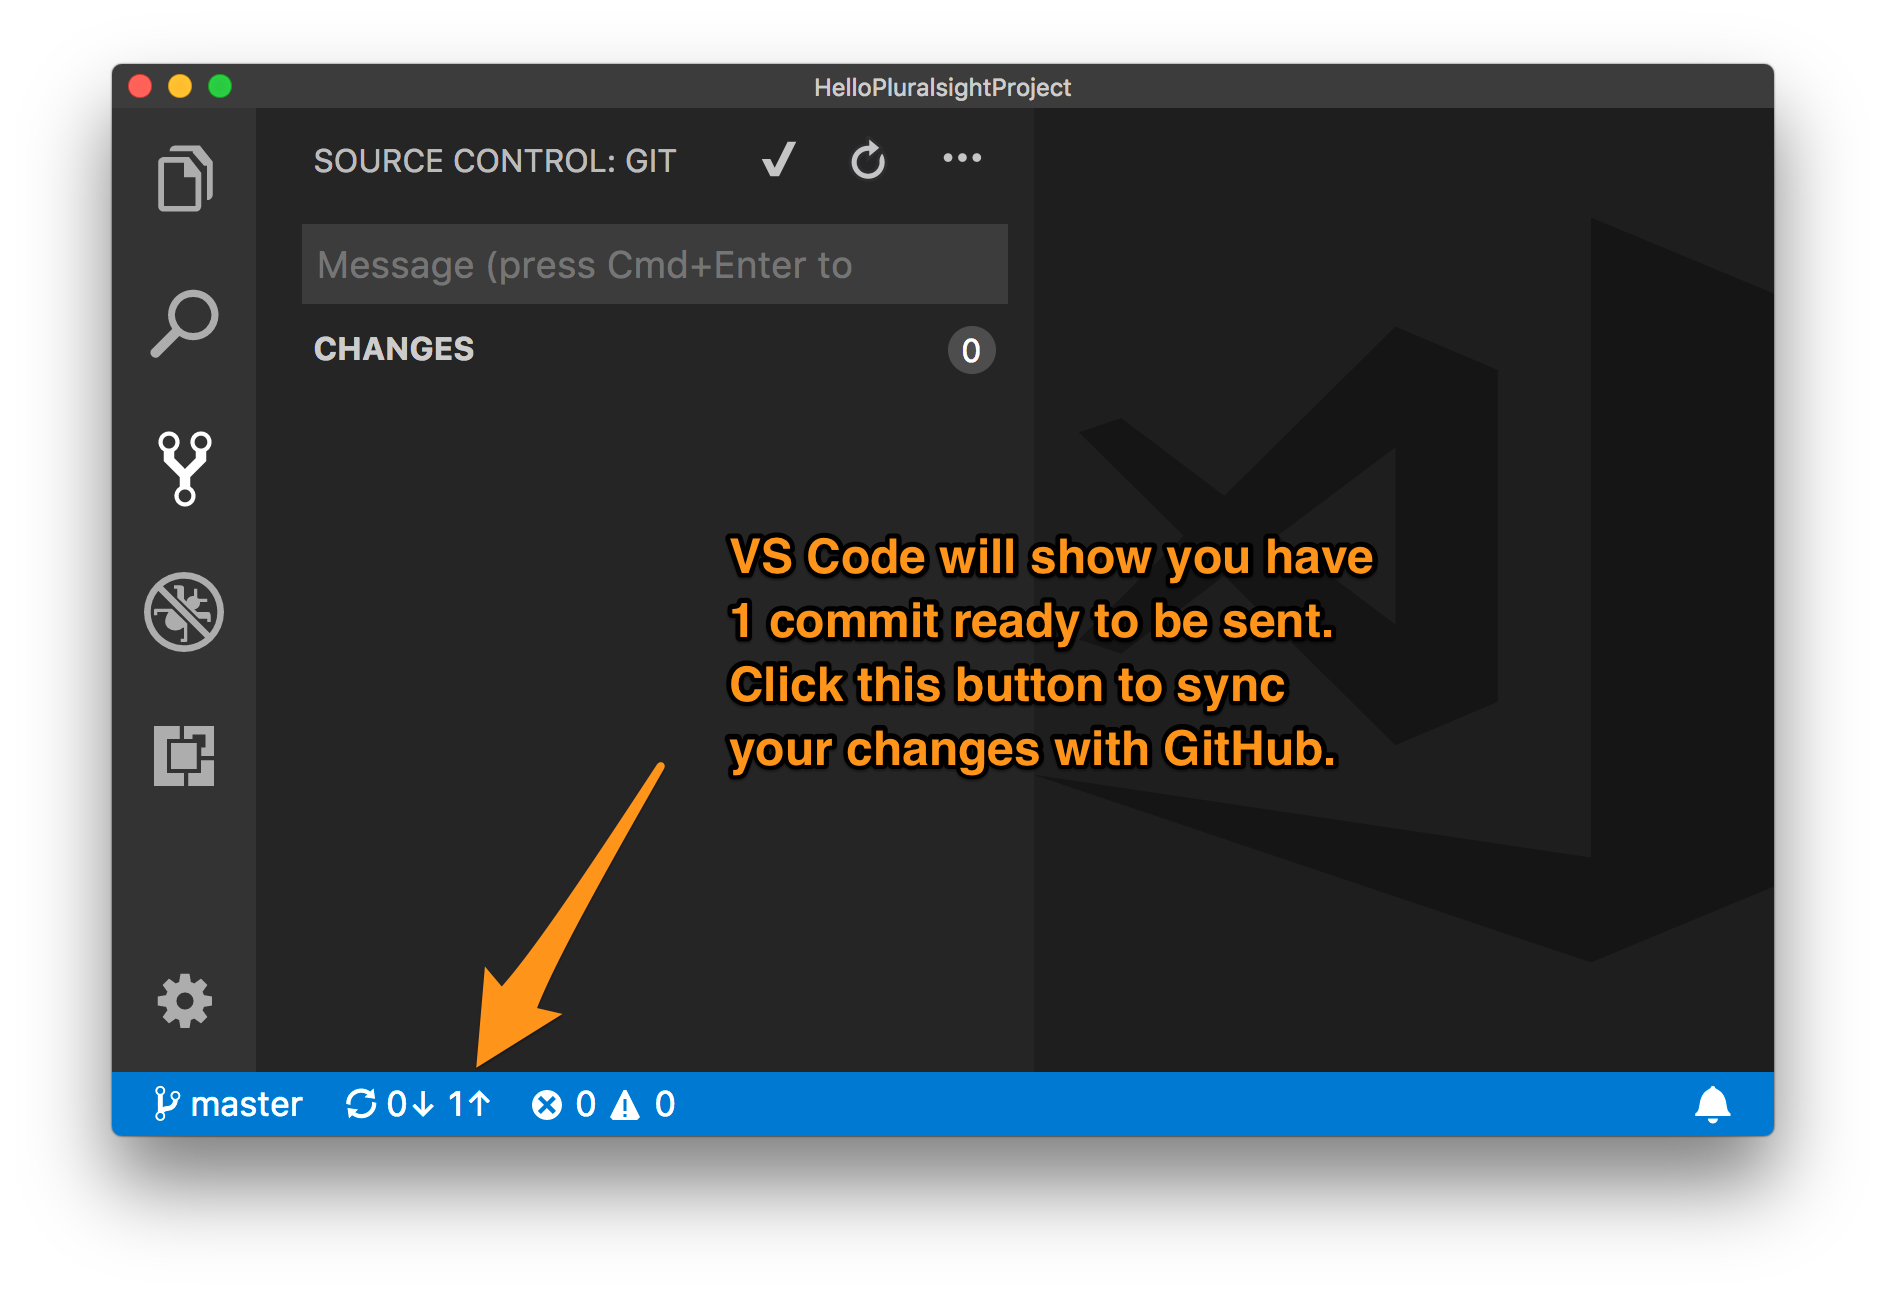 HelloPluralsightProject
SOURCE CONTROL: GIT
Message (press Cmd+Enter to
CHANGES
0
VS Code will show you have
1 commit ready to be sent.
Click this button to sync
your changes with GitHub.
master 0↓ 1↑ 0 0